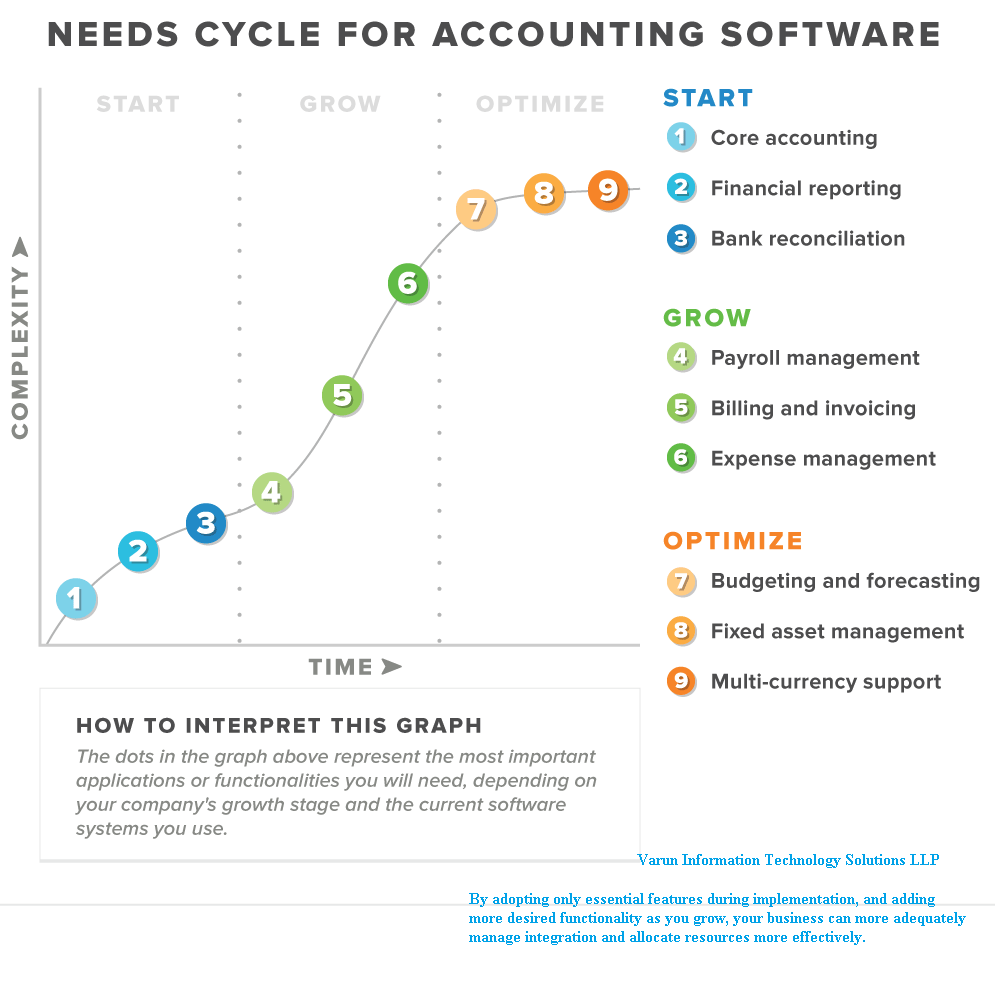 NEEDS CYCLE FOR ACCOUNTING SOFTWARE
START
GROW
OPTIMIZE
COMPLEXITY
1
2
3
4
5
6
7
8
9
TIME
START
1 Core accounting
2 Financial reporting
3 Bank reconciliation
GROW
4 Payroll management
5 Billing and invoicing
6 Expense management
OPTIMIZE
7 Budgeting and forecasting
8 Fixed asset management
9 Multi-currency support
HOW TO INTERPRET THIS GRAPH
The dots in the graph above represent the most important
applications or functionalities you will need, depending on
your company's growth stage and the current software
systems you use.
Varun Information Technology Solutions LLP
By adopting only essential features during implementation, and adding
more desired functionality as you grow, your business can more adequately
manage integration and allocate resources more effectively.